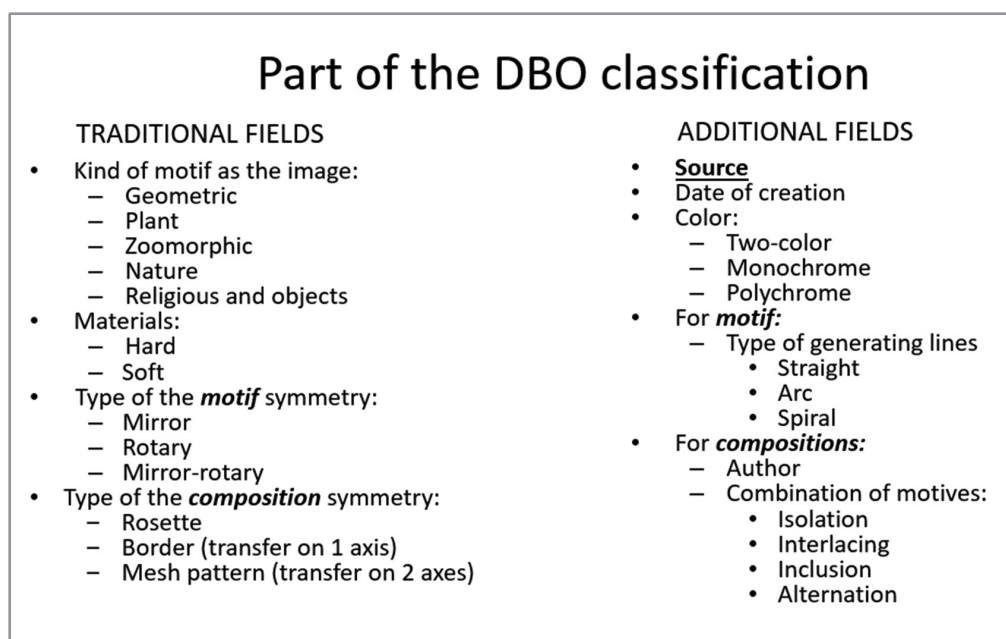 Part of the DBO classification
TRADITIONAL FIELDS
• Kind of motif as the image:
– Geometric
– Plant
– Zoomorphic
– Nature
– Religious and objects
• Materials:
– Hard
– Soft
• Type of the motif symmetry:
– Mirror
– Rotary
– Mirror-rotary
• Type of the composition symmetry:
– Rosette
– Border (transfer on 1 axis)
– Mesh pattern (transfer on 2 axes)
ADDITIONAL FIELDS
• Source
• Date of creation
• Color:
– Two-color
– Monochrome
– Polychrome
• For motif:
– Type of generating lines
• Straight
• Arc
• Spiral
• For compositions:
– Author
– Combination of motives:
• Isolation
• Interlacing
• Inclusion
• Alternation